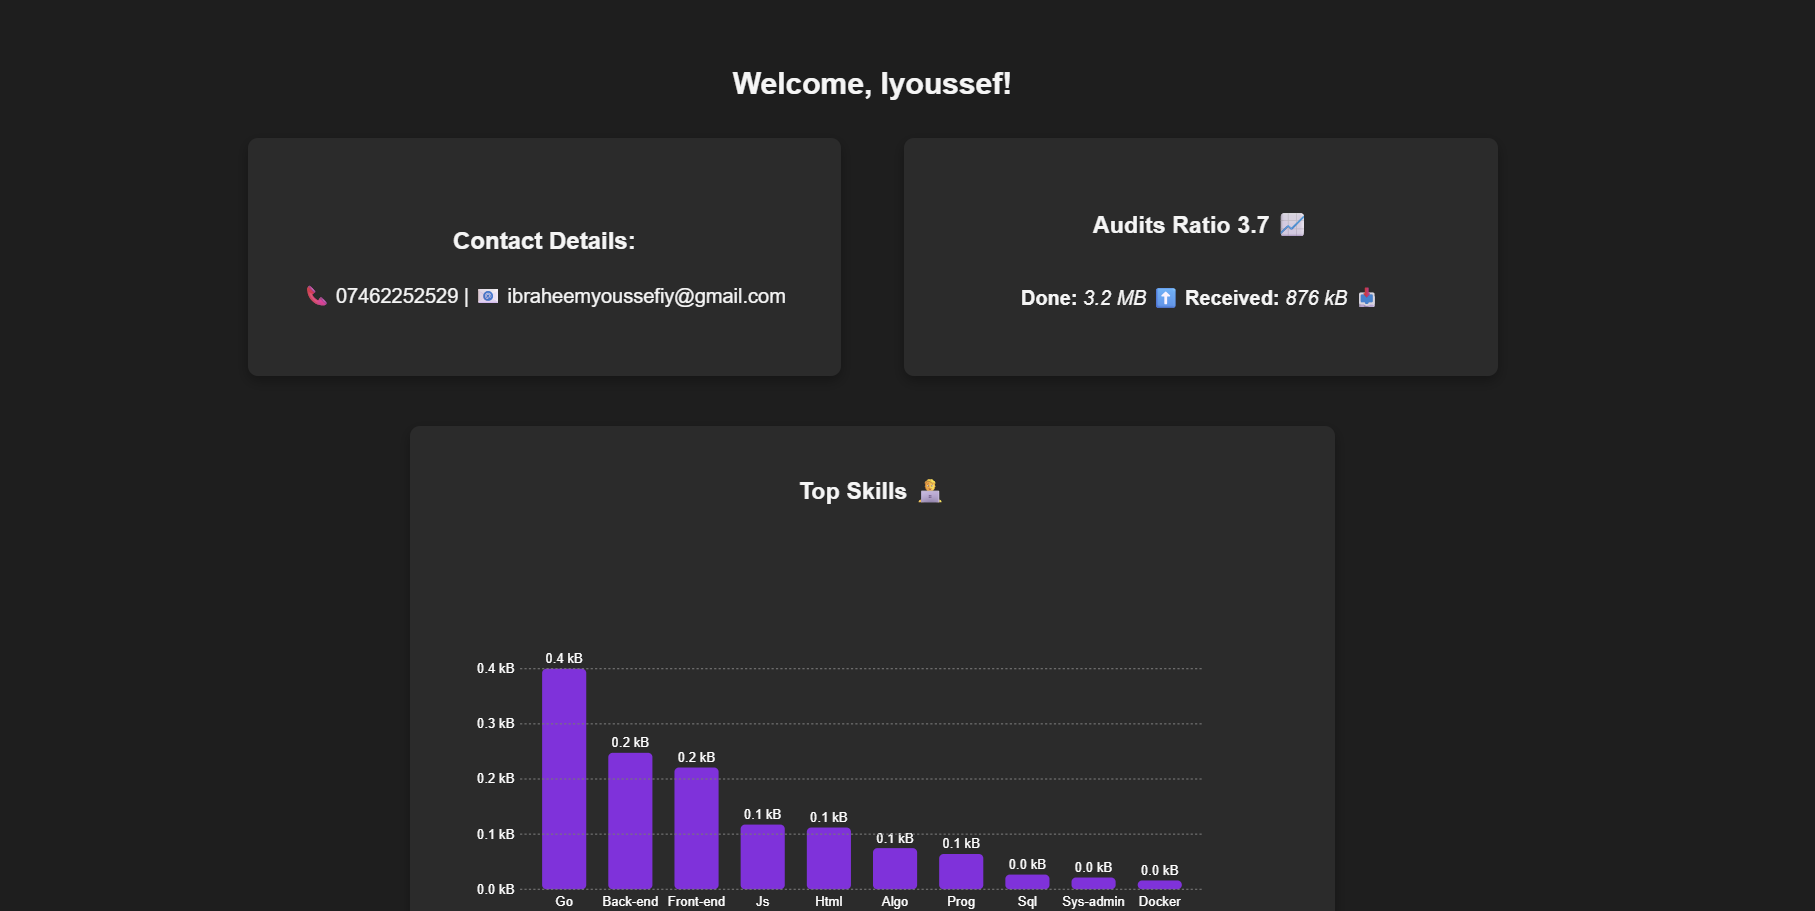 Welcome, lyoussef!
Contact Details:
📞 07462252529 | 📧 ibraheemyoussefiy@gmail.com
Audits Ratio 3.7 📈
Done: 3.2 MB ⬆️ Received: 876 kB 📥
Top Skills 🧑‍💻
0.4 kB
0.3 kB
0.2 kB
0.1 kB
0.0 kB
0.4 kB
0.2 kB
0.2 kB
0.1 kB
0.1 kB
0.1 kB
0.1 kB
0.0 kB
0.0 kB
0.0 kB
Go Back-end Front-end Js Html Algo Prog Sql Sys-admin Docker